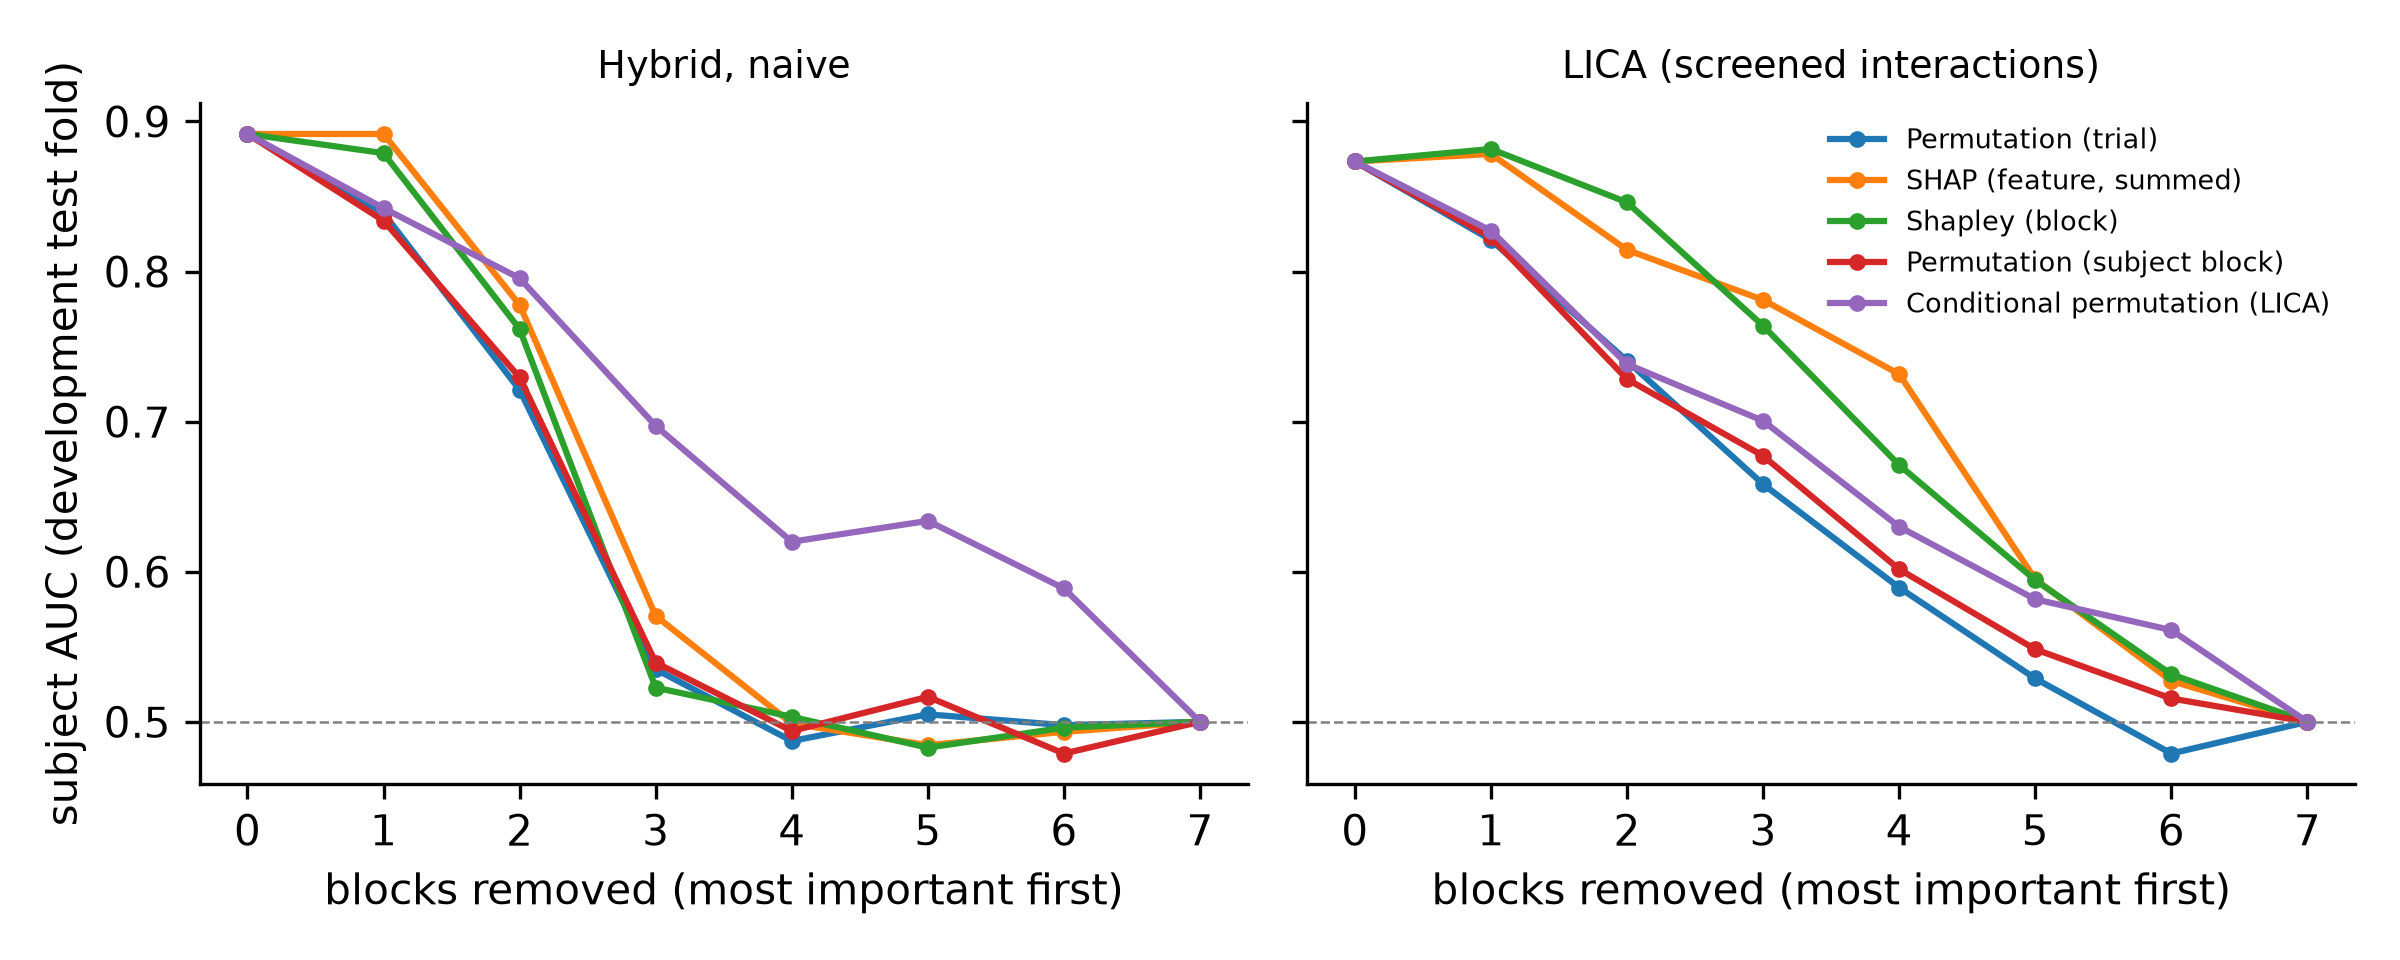 Hybrid, naive
LICA (screened interactions)
subject AUC (development test fold)
0.9
0.8
0.7
0.6
0.5
0 1 2 3 4 5 6 7
blocks removed (most important first)
Permutation (trial)
SHAP (feature, summed)
Shapley (block)
Permutation (subject block)
Conditional permutation (LICA)
0 1 2 3 4 5 6 7
blocks removed (most important first)